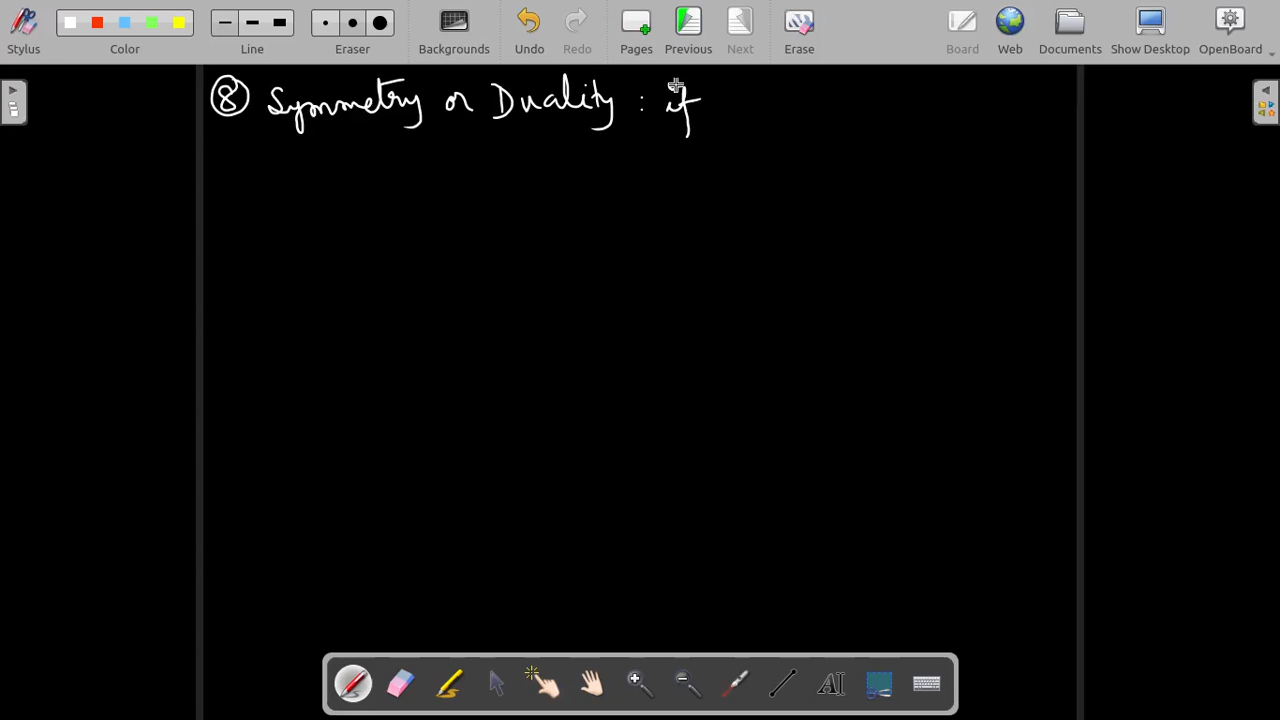 Stylus
Color
Line
Eraser
Backgrounds
Undo
Redo
Pages
Previous
Next
Erase
Board
Web
Documents
Show Desktop
OpenBoard
⑧ Symmetry or Duality : if